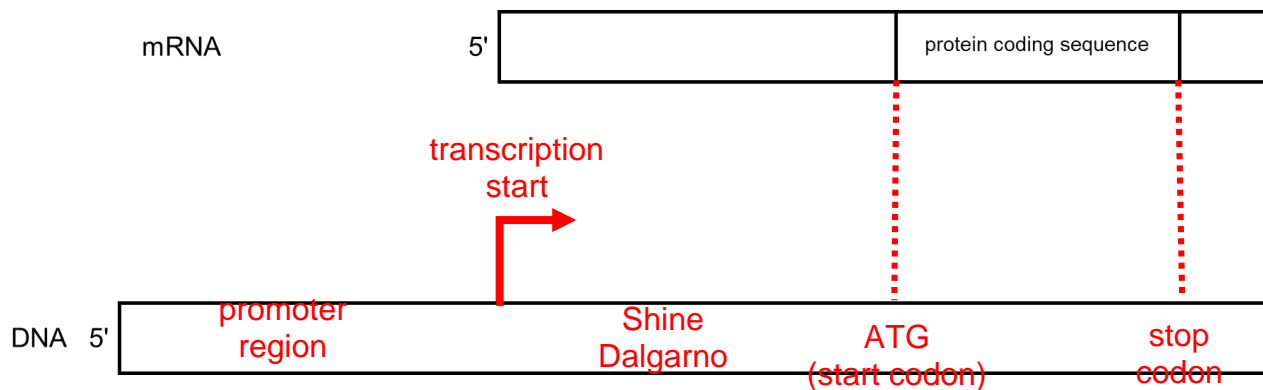 mRNA 5' protein coding sequence
transcription
start
DNA 5' promoter
region
Shine
Dalgarno
ATG
(start codon)
stop
codon